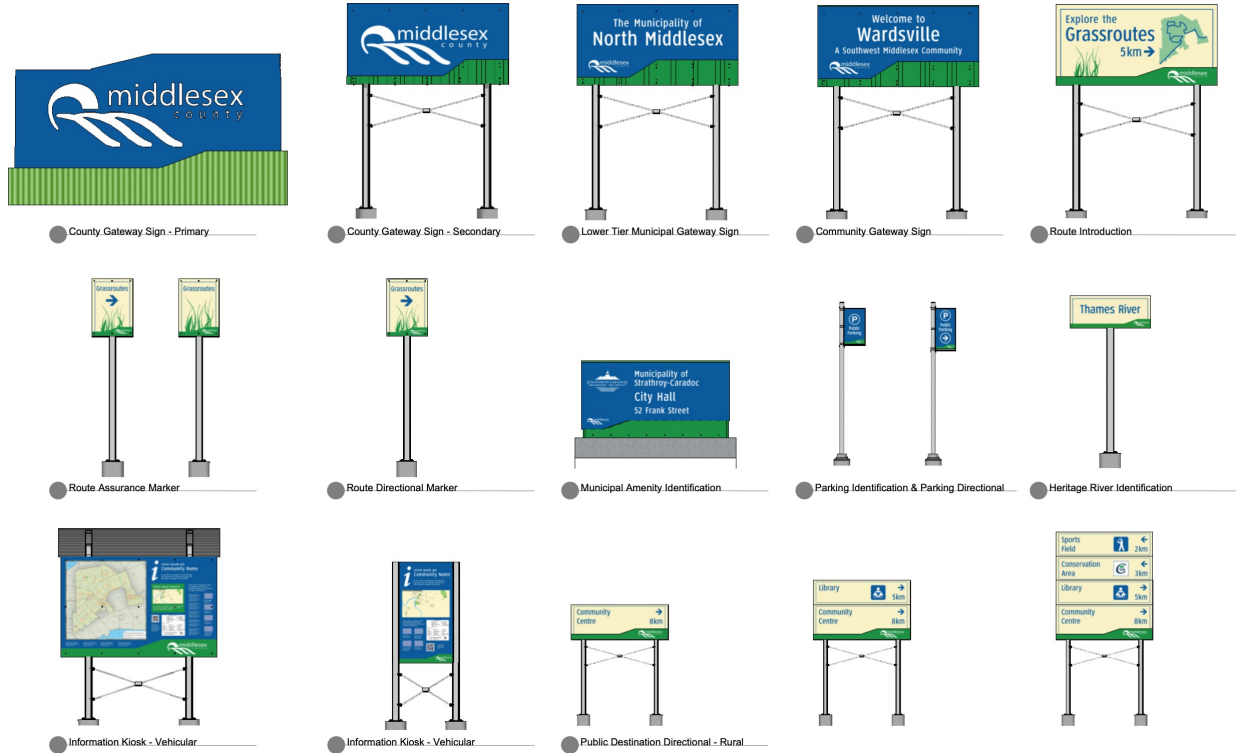 middlesex
county
middlesex
county
The Municipality of
North Middlesex
middlesex
Welcome to
Wardsville
A Southwest Middlesex Community
middlesex
Explore the
Grassroutes
5km
middlesex
County Gateway Sign - Primary
County Gateway Sign - Secondary
Lower Tier Municipal Gateway Sign
Community Gateway Sign
Route Introduction
Grassroutes
Grassroutes
Grassroutes
Municipality of
Strathroy-Caradoc
City Hall
52 Frank Street
P
Public
Parking
P
Public
Parking
Thames River
Route Assurance Marker
Route Directional Marker
Municipal Amenity Identification
Parking Identification & Parking Directional
Heritage River Identification
i
Community Name
middlesex
i
Community Name
middlesex
Community
Centre
8km
middlesex
Library
5km
Community
Centre
8km
middlesex
Sports
Field
2km
Conservation
Area
3km
Library
5km
Community
Centre
8km
middlesex
Information Kiosk - Vehicular
Information Kiosk - Vehicular
Public Destination Directional - Rural